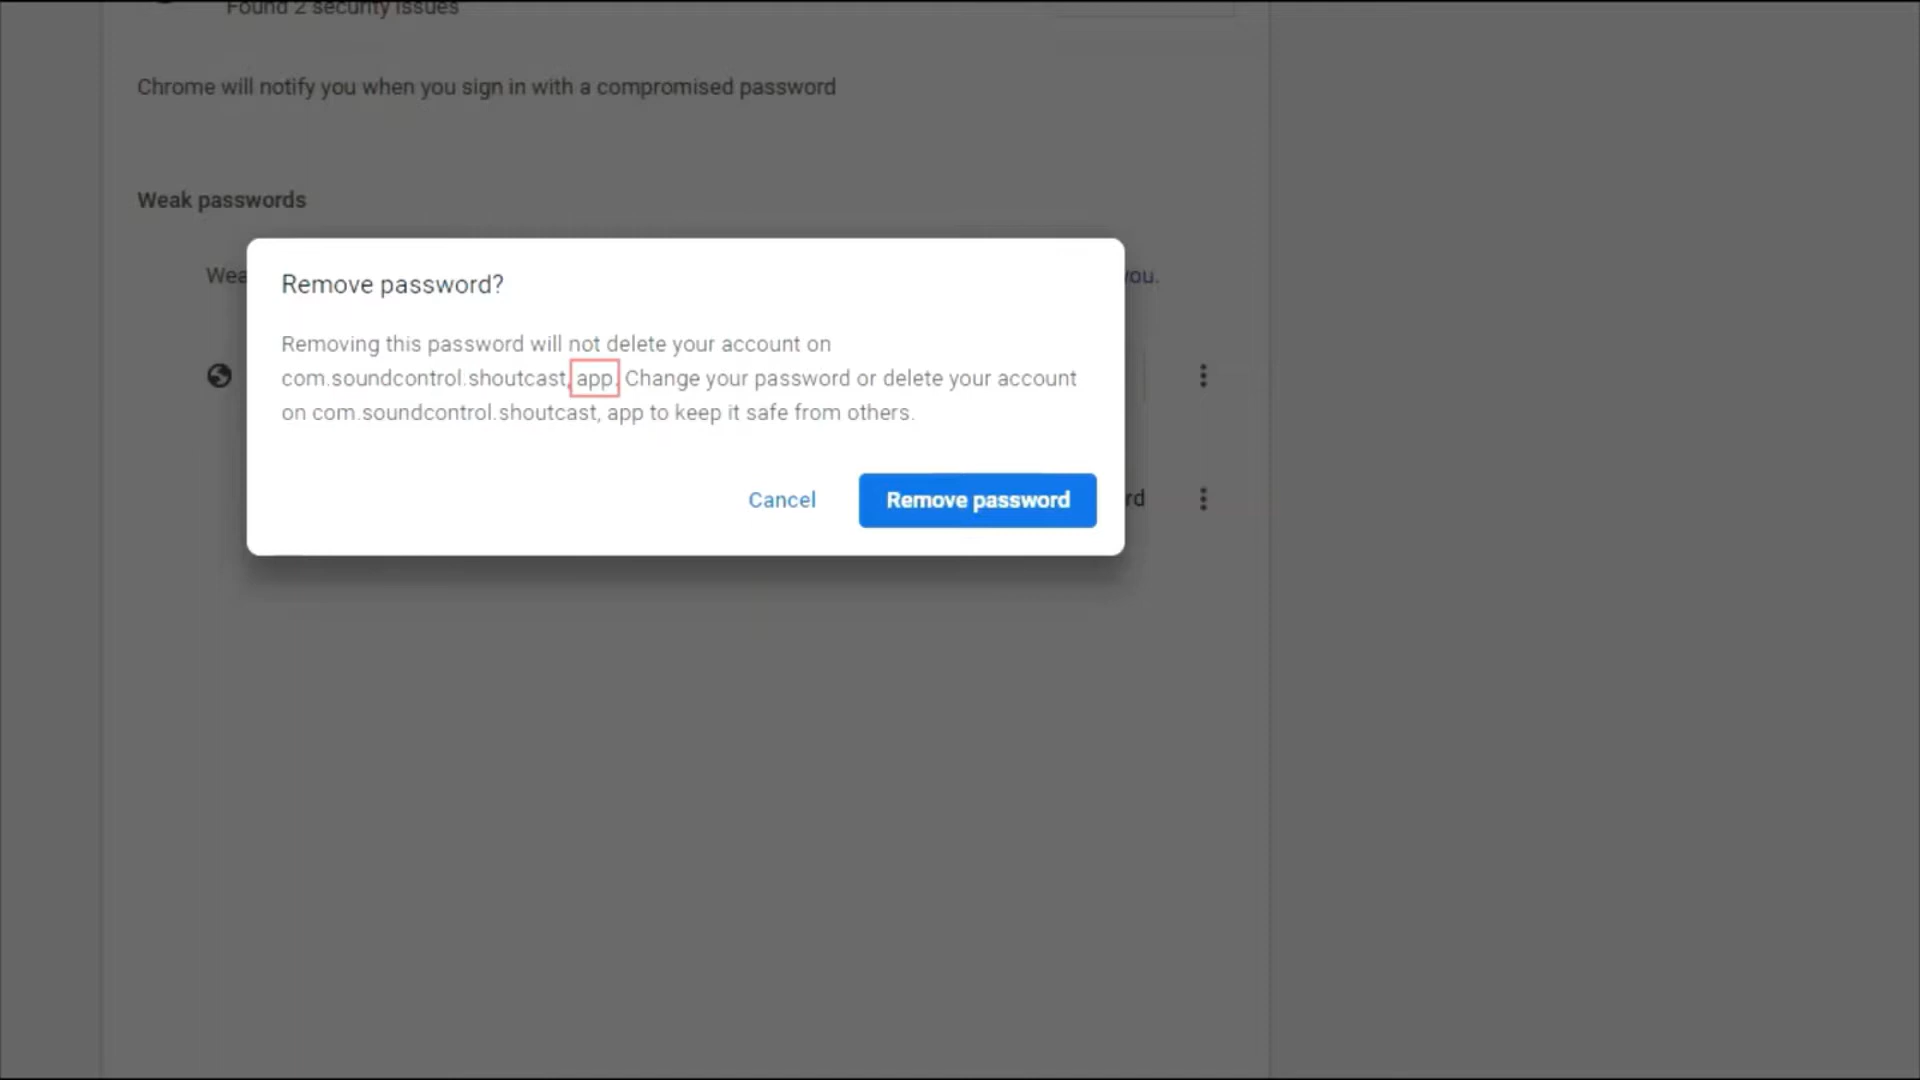 Found 2 security issues
Chrome will notify you when you sign in with a compromised password
Weak passwords
you.
Remove password?
Removing this password will not delete your account on
com.soundcontrol.shoutcast, app. Change your password or delete your account
on com.soundcontrol.shoutcast, app to keep it safe from others.
Cancel
Remove password